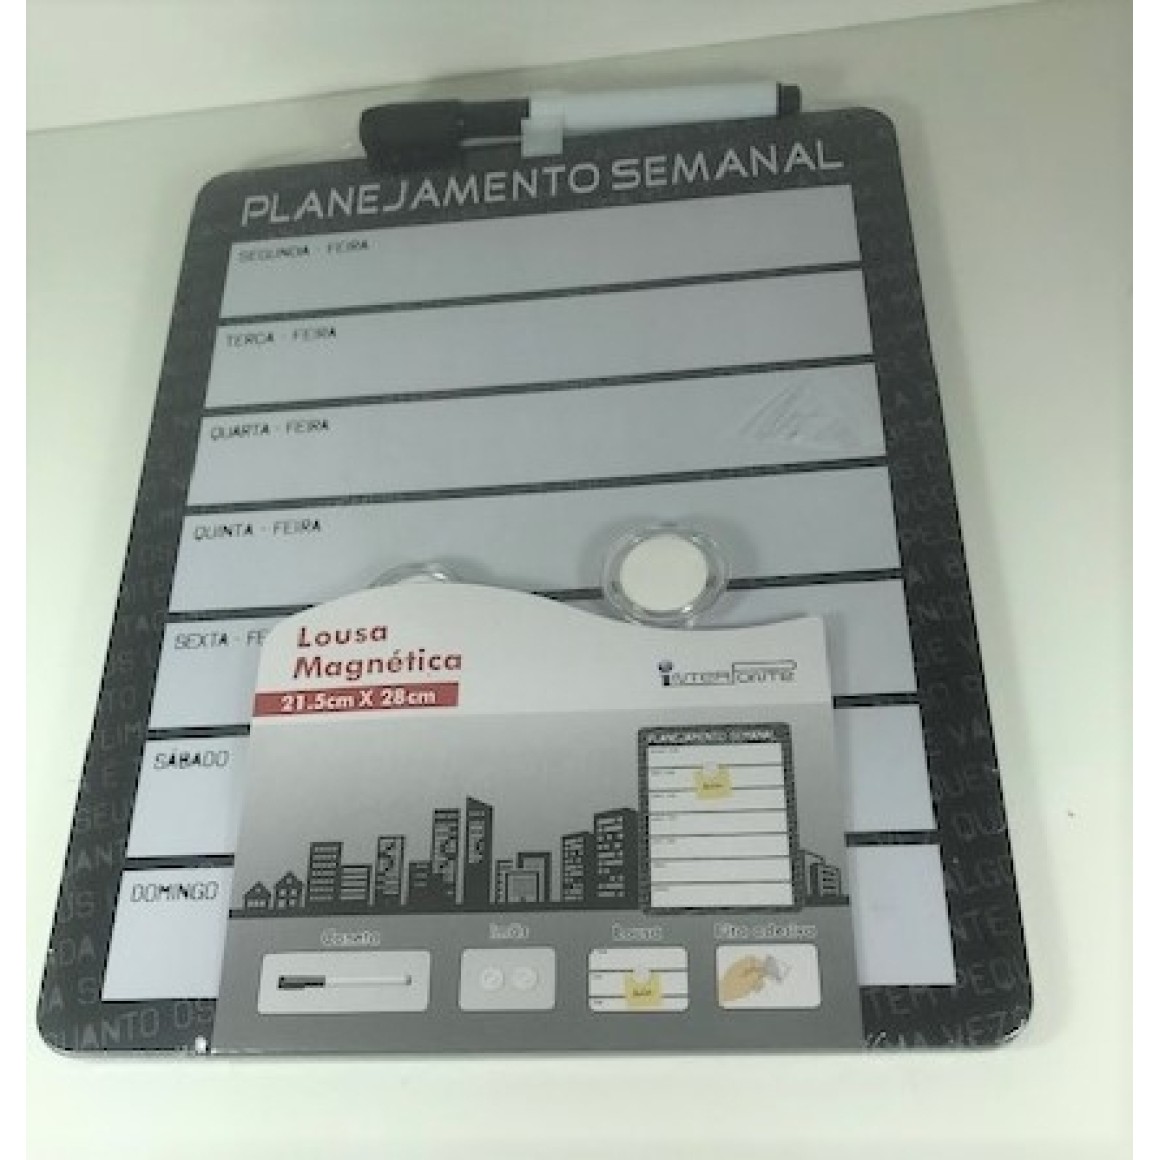 PLANEJAMENTO SEMANAL
SEGUNDA - FEIRA
TERÇA - FEIRA
QUARTA - FEIRA
QUINTA - FEIRA
SEXTA - FE
SÁBADO
DOMINGO
Lousa
Magnética
21.5cm X 28cm
INTERPONTE
PLANEJAMENTO SEMANAL
Caneta
Imãs
Lousa
Fita adesiva